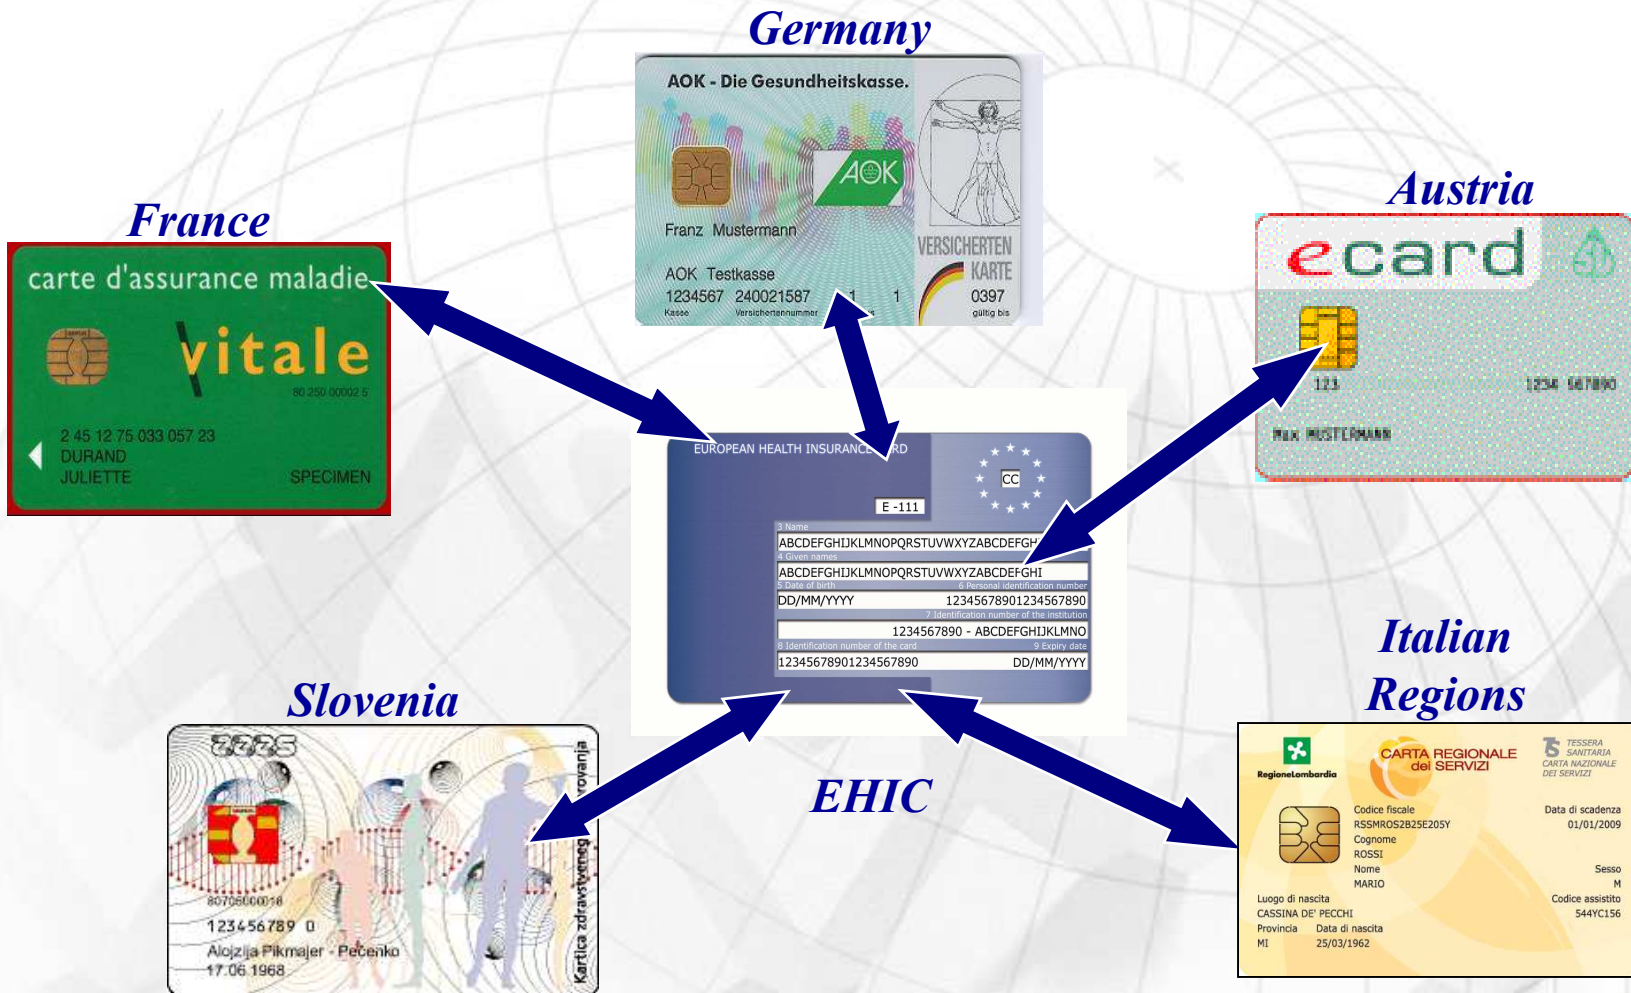 Germany
AOK - Die Gesundheitskasse.
AOK
Franz Mustermann
VERSICHERTEN
KARTE
AOK Testkasse
1234567 240021587 1 1 0397
Kasse Versichertennummer gültig bis
France
carte d'assurance maladie
vitale
80 250 00002 5
2 45 12 75 033 057 23
DURAND
JULIETTE SPECIMEN
Austria
ecard
123 1234 567890
Max MUSTERMANN
EUROPEAN HEALTH INSURANCE
CC
E -111
3 Name
ABCDEFGHIJKLMNOPQRSTUVWXYZABCDEFGH
4 Given names
ABCDEFGHIJKLMNOPQRSTUVWXYZABCDEFGHI
5 Date of birth 6 Personal identification number
DD/MM/YYYY 12345678901234567890
7 Identification number of the institution
1234567890 - ABCDEFGHIJKLMNO
8 Identification number of the card 9 Expiry date
12345678901234567890 DD/MM/YYYY
EHIC
Slovenia
ZZZS
80705000018
123456789 0
Alojzija Pikmajer - Pečenko
17.06.1968
Kartica zdravstveneg
Italian
Regions
RegioneLombardia
CARTA REGIONALE
dei SERVIZI
TS TESSERA
SANITARIA
CARTA NAZIONALE
DEI SERVIZI
Codice fiscale Data di scadenza
RSSMROS2B25E205Y 01/01/2009
Cognome
ROSSI
Nome Sesso
MARIO M
Luogo di nascita Codice assistito
CASSINA DE' PECCHI 544YC156
Provincia Data di nascita
MI 25/03/1962